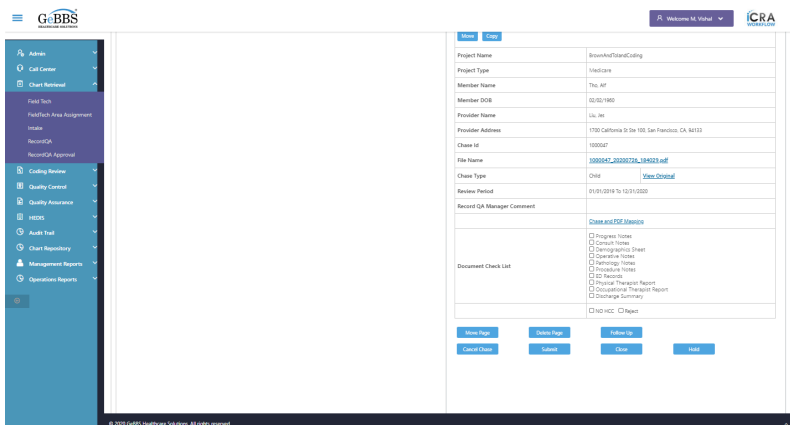 GeBBS
HEALTHCARE SOLUTIONS
Welcome M, Vishal
iCRA
WORKFLOW
Admin
Call Center
Chart Retrieval
Field Tech
FieldTech Area Assignment
Intake
RecordQA
RecordQA Approval
Coding Review
Quality Control
Quality Assurance
HEDIS
Audit Trail
Chart Repository
Management Reports
Operations Reports
Move Copy
Project Name BrownAndTolandCoding
Project Type Medicare
Member Name Tho, Alf
Member DOB 02/02/1960
Provider Name Liu, Jas
Provider Address 1700 California St Ste 100, San Francisco, CA, 94133
Chase Id 1000047
File Name 1000047_20200726_184029.pdf
Chase Type Child View Original
Review Period 01/01/2019 To 12/31/2020
Record QA Manager Comment
Chase and PDF Mapping
Document Check List
Progress Notes
Consult Notes
Demographics Sheet
Operative Notes
Pathology Notes
Procedure Notes
ED Records
Physical Therapist Report
Occupational Therapist Report
Discharge Summary
NO HCC Reject
Move Page Delete Page Follow Up
Cancel Chase Submit Close Hold
© 2020 GeBBS Healthcare Solutions. All rights reserved